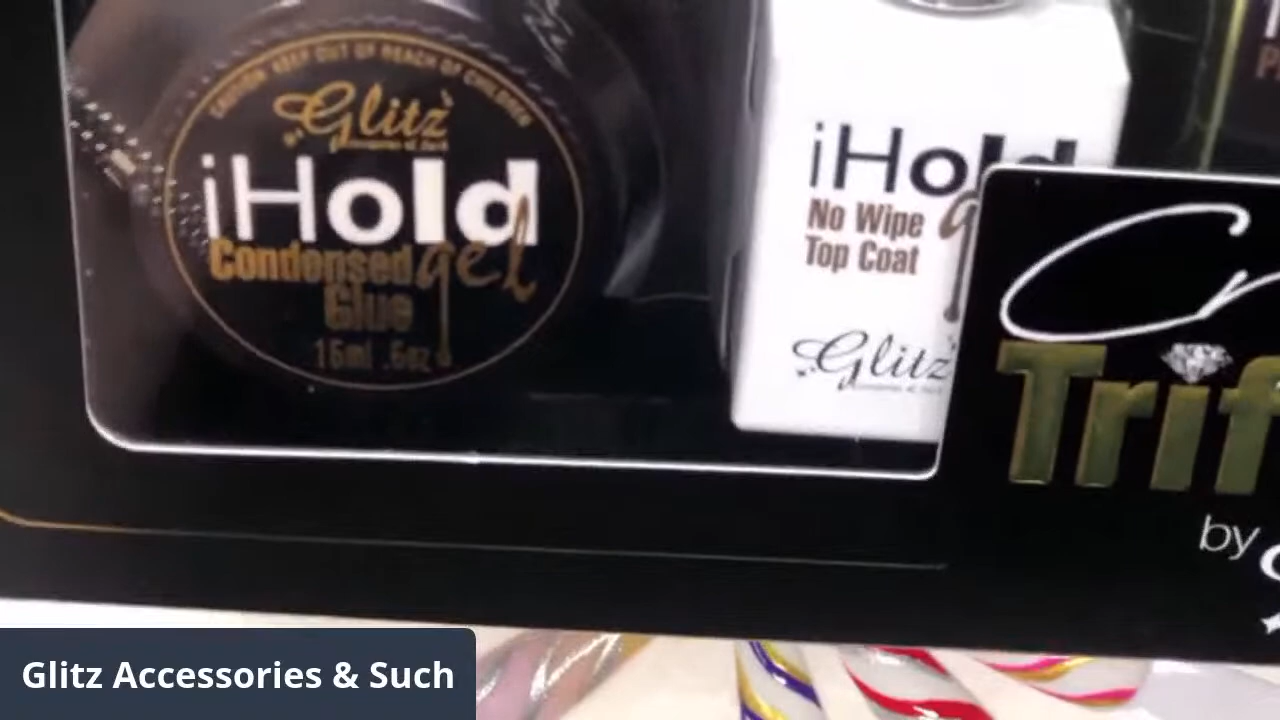 CAUTION KEEP OUT OF REACH OF CHILDREN
Glitz
iHold
Condensed gel
Glue
15ml .5oz
iHold
No Wipe
Top Coat
Glitz
Cr
Trif
by
Glitz Accessories & Such